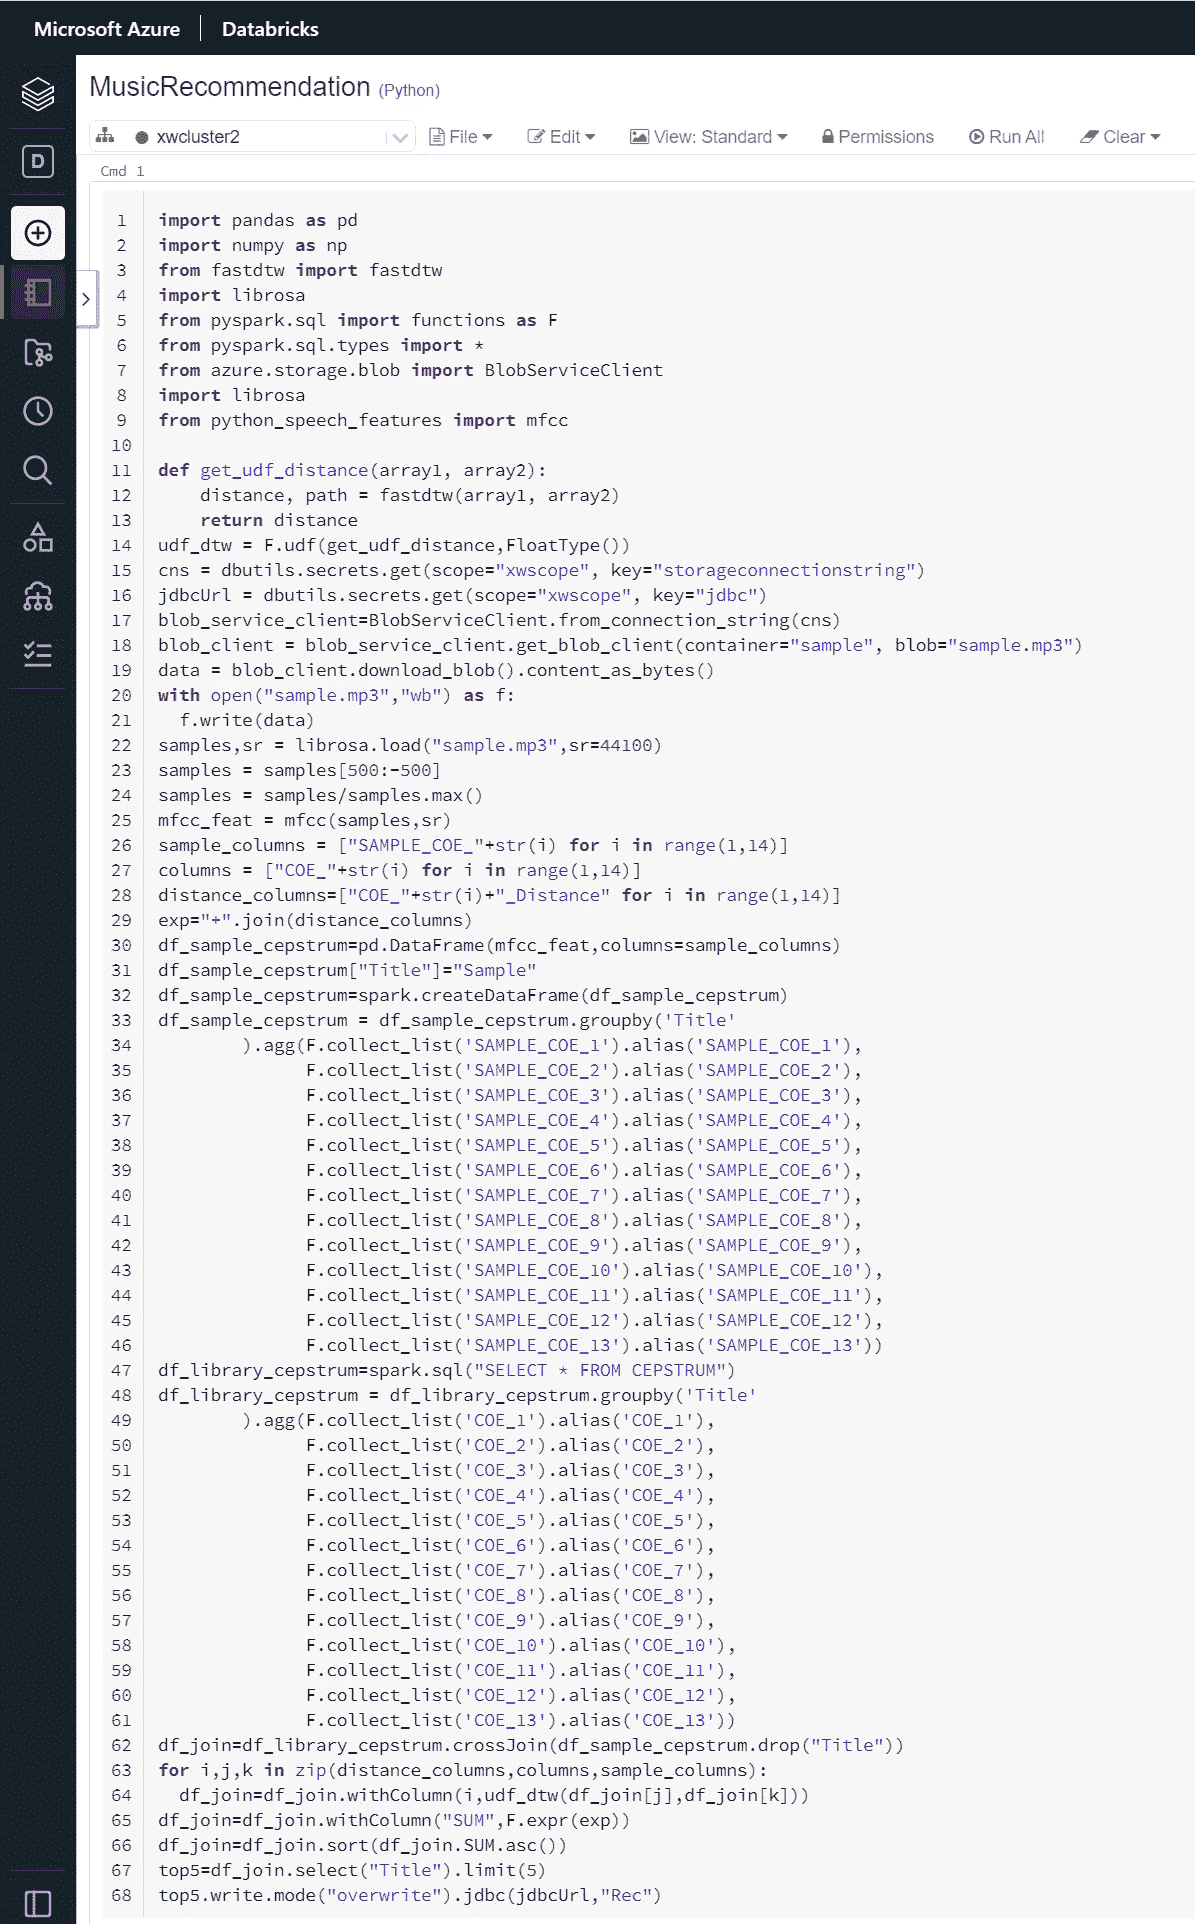 Microsoft Azure | Databricks
MusicRecommendation (Python)
xwcluster2 File Edit View: Standard Permissions Run All Clear
D
Cmd 1
1 import pandas as pd
2 import numpy as np
3 from fastdtw import fastdtw
4 import librosa
5 from pyspark.sql import functions as F
6 from pyspark.sql.types import *
7 from azure.storage.blob import BlobServiceClient
8 import librosa
9 from python_speech_features import mfcc
10
11 def get_udf_distance(array1, array2):
12     distance, path = fastdtw(array1, array2)
13     return distance
14 udf_dtw = F.udf(get_udf_distance,FloatType())
15 cns = dbutils.secrets.get(scope="xwscope", key="storageconnectionstring")
16 jdbcUrl = dbutils.secrets.get(scope="xwscope", key="jdbc")
17 blob_service_client=BlobServiceClient.from_connection_string(cns)
18 blob_client = blob_service_client.get_blob_client(container="sample", blob="sample.mp3")
19 data = blob_client.download_blob().content_as_bytes()
20 with open("sample.mp3","wb") as f:
21   f.write(data)
22 samples,sr = librosa.load("sample.mp3",sr=44100)
23 samples = samples[500:-500]
24 samples = samples/samples.max()
25 mfcc_feat = mfcc(samples,sr)
26 sample_columns = ["SAMPLE_COE_"+str(i) for i in range(1,14)]
27 columns = ["COE_"+str(i) for i in range(1,14)]
28 distance_columns=["COE_"+str(i)+"_Distance" for i in range(1,14)]
29 exp="+".join(distance_columns)
30 df_sample_cepstrum=pd.DataFrame(mfcc_feat,columns=sample_columns)
31 df_sample_cepstrum["Title"]="Sample"
32 df_sample_cepstrum=spark.createDataFrame(df_sample_cepstrum)
33 df_sample_cepstrum = df_sample_cepstrum.groupby('Title'
34         ).agg(F.collect_list('SAMPLE_COE_1').alias('SAMPLE_COE_1'),
35               F.collect_list('SAMPLE_COE_2').alias('SAMPLE_COE_2'),
36               F.collect_list('SAMPLE_COE_3').alias('SAMPLE_COE_3'),
37               F.collect_list('SAMPLE_COE_4').alias('SAMPLE_COE_4'),
38               F.collect_list('SAMPLE_COE_5').alias('SAMPLE_COE_5'),
39               F.collect_list('SAMPLE_COE_6').alias('SAMPLE_COE_6'),
40               F.collect_list('SAMPLE_COE_7').alias('SAMPLE_COE_7'),
41               F.collect_list('SAMPLE_COE_8').alias('SAMPLE_COE_8'),
42               F.collect_list('SAMPLE_COE_9').alias('SAMPLE_COE_9'),
43               F.collect_list('SAMPLE_COE_10').alias('SAMPLE_COE_10'),
44               F.collect_list('SAMPLE_COE_11').alias('SAMPLE_COE_11'),
45               F.collect_list('SAMPLE_COE_12').alias('SAMPLE_COE_12'),
46               F.collect_list('SAMPLE_COE_13').alias('SAMPLE_COE_13'))
47 df_library_cepstrum=spark.sql("SELECT * FROM CEPSTRUM")
48 df_library_cepstrum = df_library_cepstrum.groupby('Title'
49         ).agg(F.collect_list('COE_1').alias('COE_1'),
50               F.collect_list('COE_2').alias('COE_2'),
51               F.collect_list('COE_3').alias('COE_3'),
52               F.collect_list('COE_4').alias('COE_4'),
53               F.collect_list('COE_5').alias('COE_5'),
54               F.collect_list('COE_6').alias('COE_6'),
55               F.collect_list('COE_7').alias('COE_7'),
56               F.collect_list('COE_8').alias('COE_8'),
57               F.collect_list('COE_9').alias('COE_9'),
58               F.collect_list('COE_10').alias('COE_10'),
59               F.collect_list('COE_11').alias('COE_11'),
60               F.collect_list('COE_12').alias('COE_12'),
61               F.collect_list('COE_13').alias('COE_13'))
62 df_join=df_library_cepstrum.crossJoin(df_sample_cepstrum.drop("Title"))
63 for i,j,k in zip(distance_columns,columns,sample_columns):
64   df_join=df_join.withColumn(i,udf_dtw(df_join[j],df_join[k]))
65 df_join=df_join.withColumn("SUM",F.expr(exp))
66 df_join=df_join.sort(df_join.SUM.asc())
67 top5=df_join.select("Title").limit(5)
68 top5.write.mode("overwrite").jdbc(jdbcUrl,"Rec")